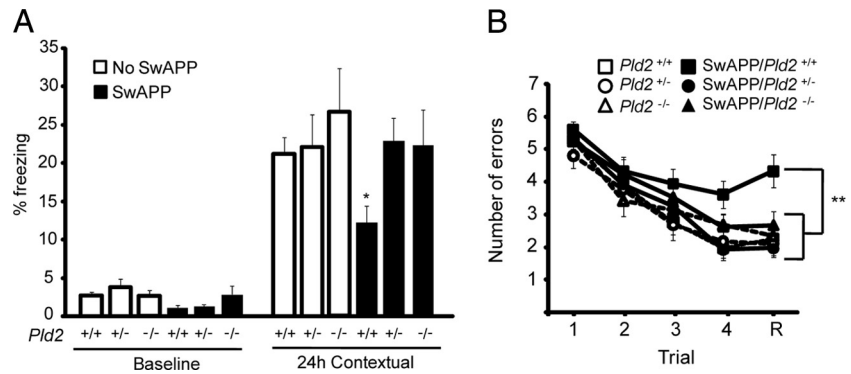 A
% freezing
35
30
25
20
15
10
5
0
No SwAPP
SwAPP
*
Pld2 +/+ +/- -/- +/+ +/- -/- +/+ +/- -/- +/+ +/- -/-
Baseline 24h Contextual
B
Number of errors
7
6
5
4
3
2
1
Pld2 +/+ SwAPP/Pld2 +/+
Pld2 +/- SwAPP/Pld2 +/-
Pld2 -/- SwAPP/Pld2 -/-
**
1 2 3 4 R
Trial